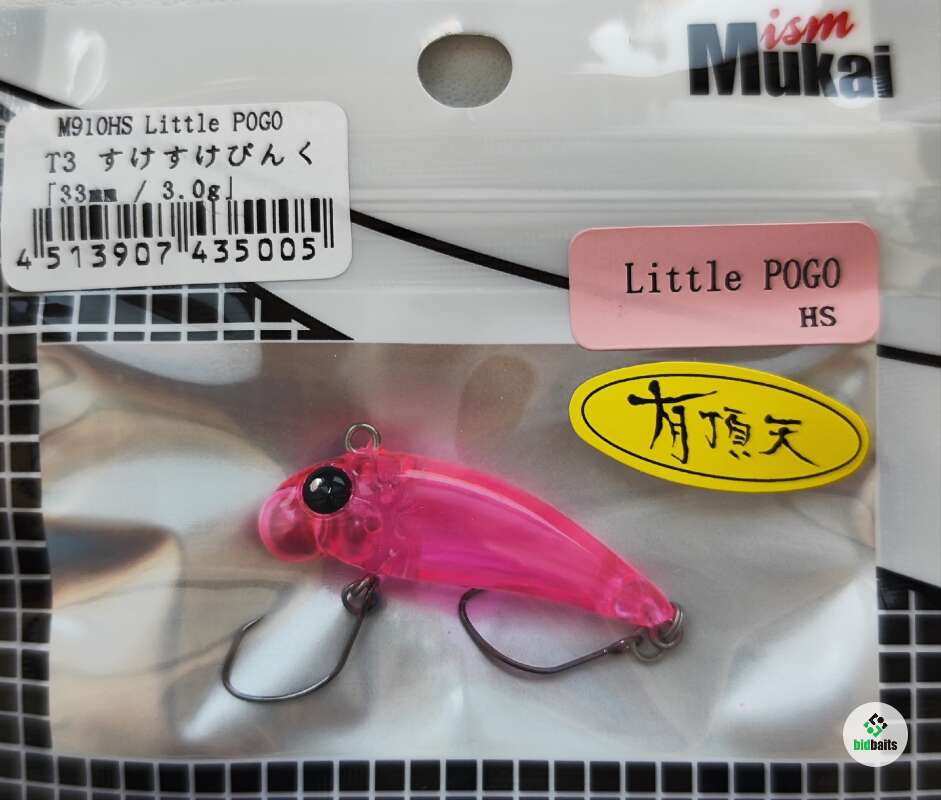 ism
Mukai
M910HS Little POGO
T3 すけすけぴんく
「33mm / 3.0g」
4 513907 435005
Little POGO
HS
有頂天
bidbaits